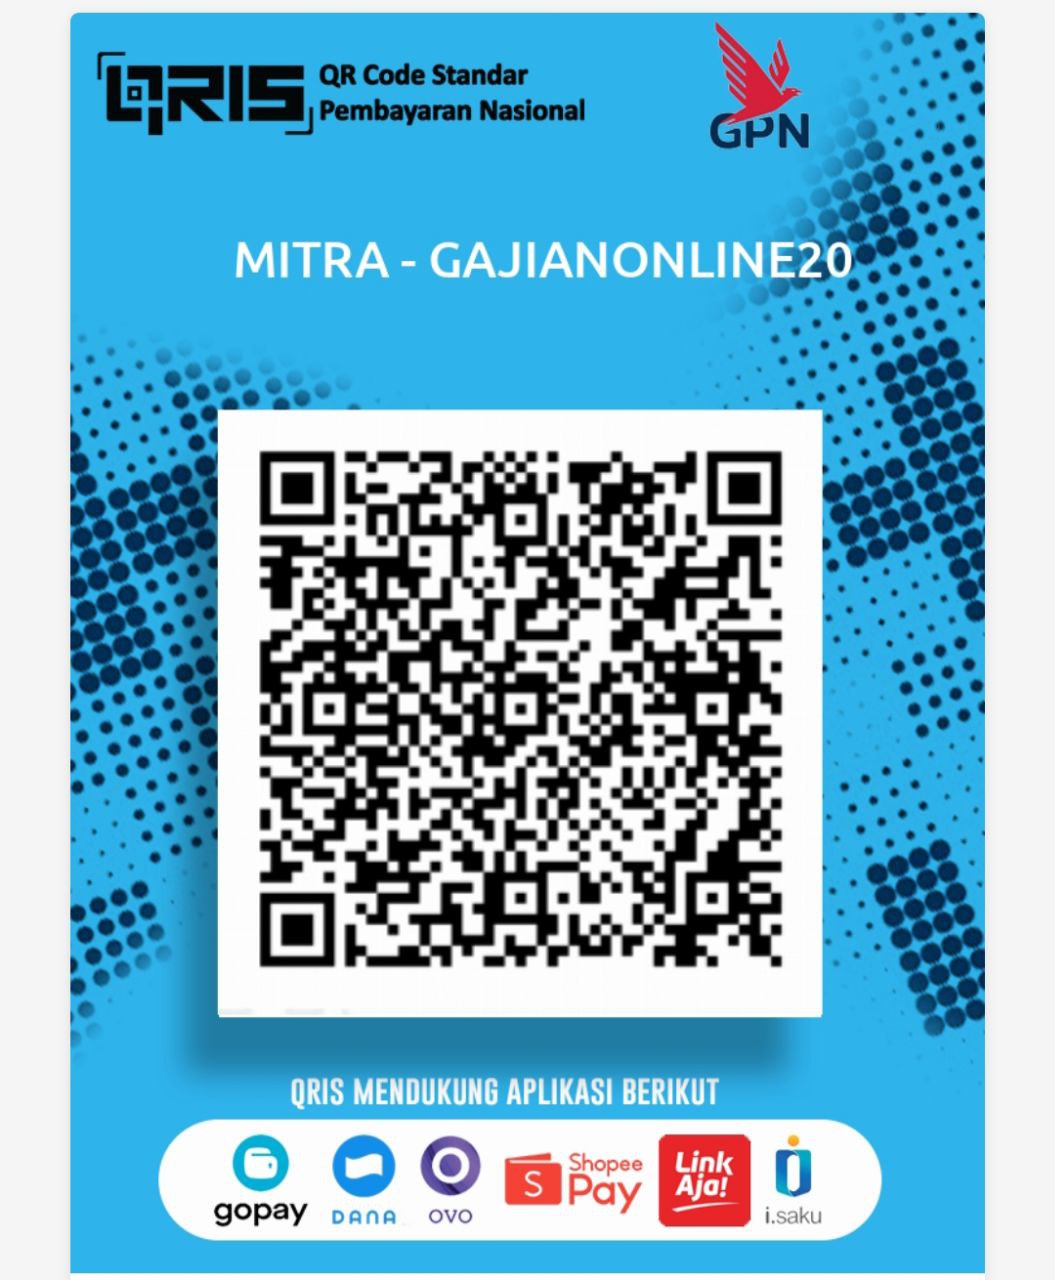 QRIS
QR Code Standar
Pembayaran Nasional
GPN
MITRA - GAJIANONLINE20
QRIS MENDUKUNG APLIKASI BERIKUT
gopay
DANA
OVO
S
Shopee
Pay
Link
Aja!
i.saku